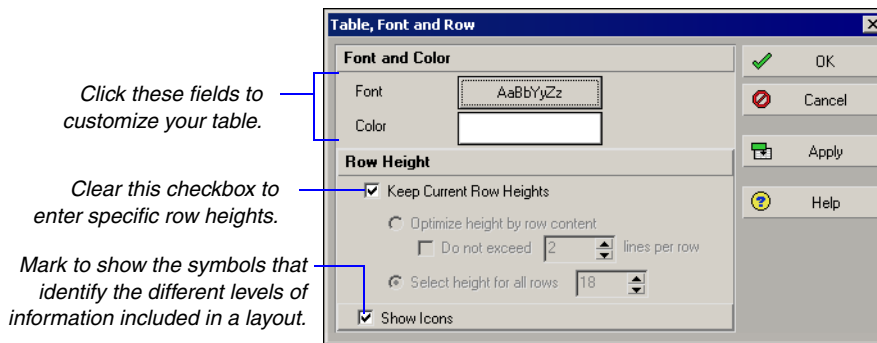 Table, Font and Row
Font and Color
Font
AaBbYyZz
Color
Row Height
Keep Current Row Heights
Optimize height by row content
Do not exceed 2 lines per row
Select height for all rows 18
Show Icons
OK
Cancel
Apply
Help
Click these fields to
customize your table.
Clear this checkbox to
enter specific row heights.
Mark to show the symbols that
identify the different levels of
information included in a layout.